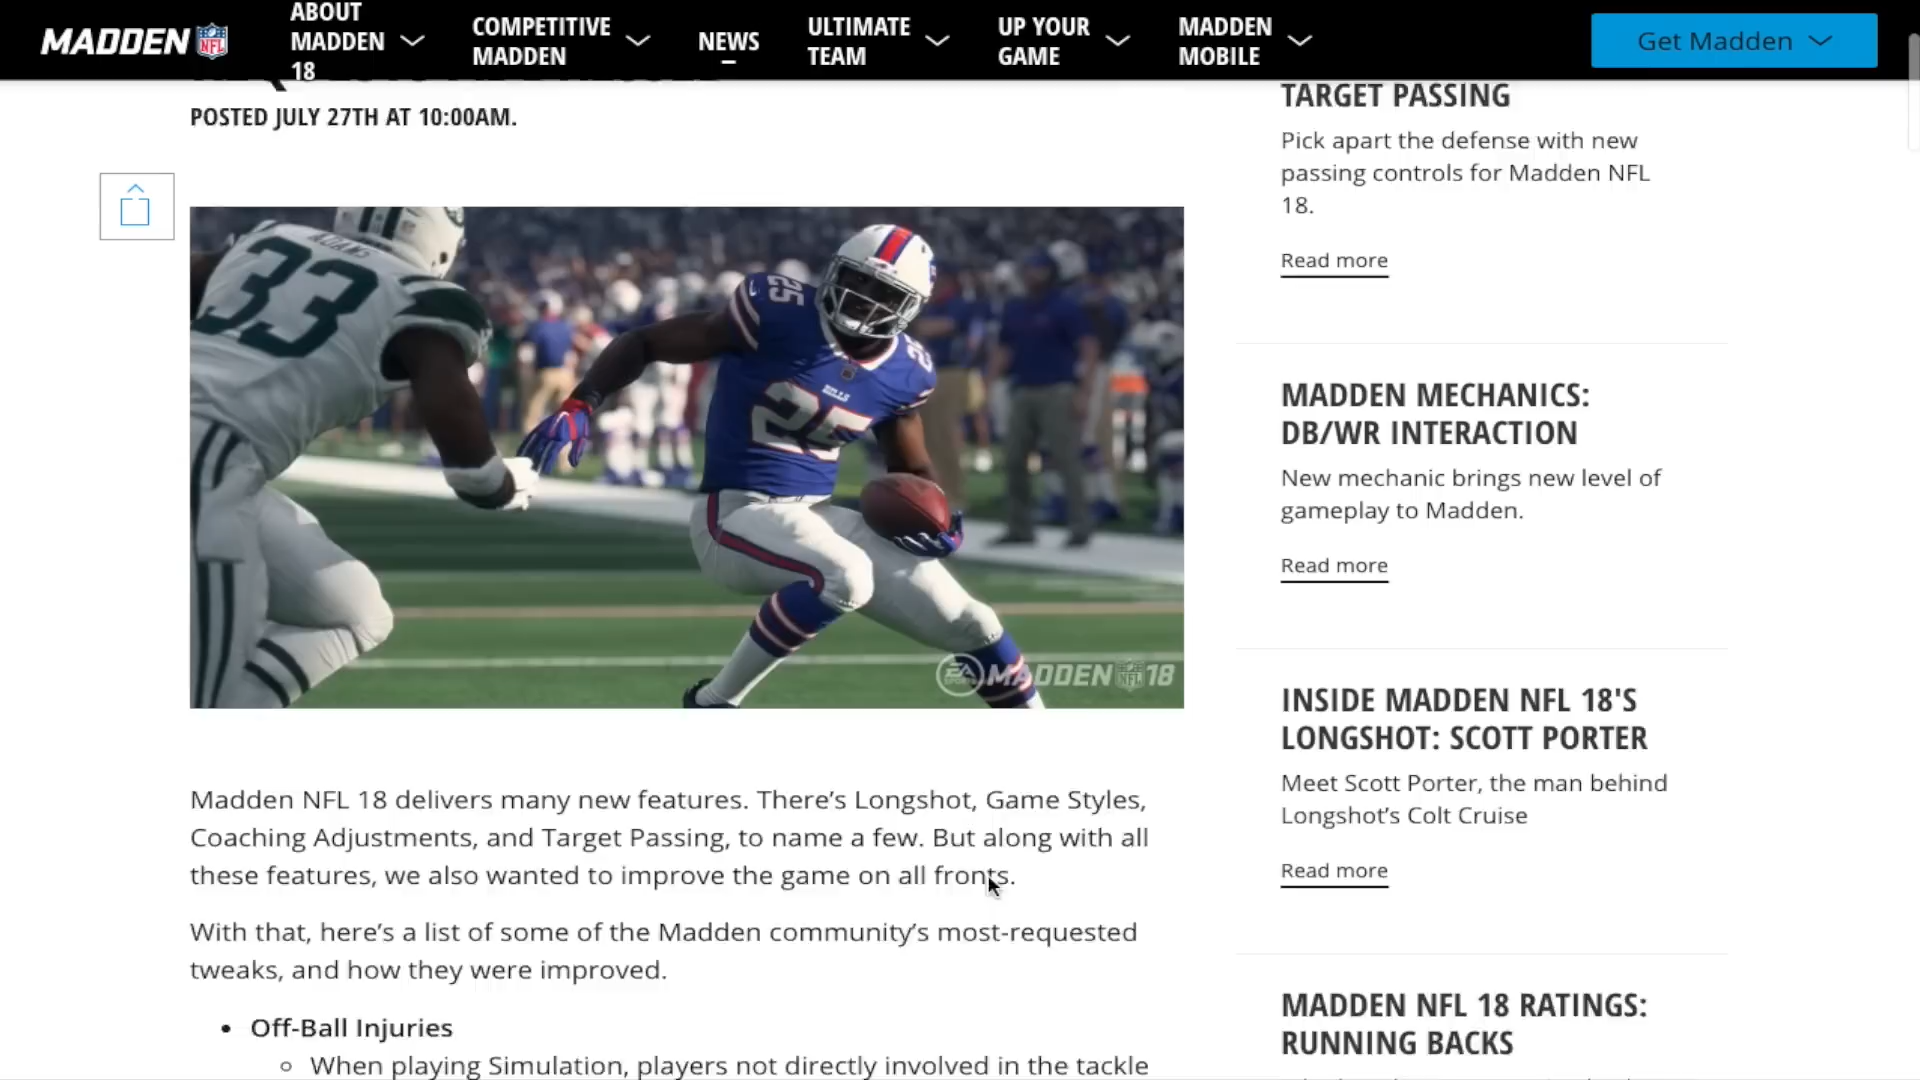 MADDEN NFL
ABOUT
MADDEN
18
COMPETITIVE
MADDEN
NEWS
ULTIMATE
TEAM
UP YOUR
GAME
MADDEN
MOBILE
Get Madden
POSTED JULY 27TH AT 10:00AM.
ADAMS
33
25
25
25
BILLS
EA SPORTS MADDEN NFL 18
Madden NFL 18 delivers many new features. There’s Longshot, Game Styles,
Coaching Adjustments, and Target Passing, to name a few. But along with all
these features, we also wanted to improve the game on all fronts.
With that, here’s a list of some of the Madden community’s most-requested
tweaks, and how they were improved.
• Off-Ball Injuries
When playing Simulation, players not directly involved in the tackle
TARGET PASSING
Pick apart the defense with new
passing controls for Madden NFL
18.
Read more
MADDEN MECHANICS:
DB/WR INTERACTION
New mechanic brings new level of
gameplay to Madden.
Read more
INSIDE MADDEN NFL 18'S
LONGSHOT: SCOTT PORTER
Meet Scott Porter, the man behind
Longshot’s Colt Cruise
Read more
MADDEN NFL 18 RATINGS:
RUNNING BACKS